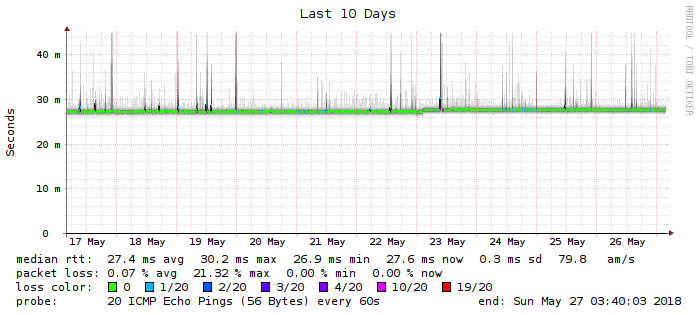 Last 10 Days
RRDTOOL / TOBI OETIKER
Seconds
40 m
30 m
20 m
10 m
0
17 May 18 May 19 May 20 May 21 May 22 May 23 May 24 May 25 May 26 May
median rtt: 27.4 ms avg 30.2 ms max 26.9 ms min 27.6 ms now 0.3 ms sd 79.8 am/s
packet loss: 0.07 % avg 21.32 % max 0.00 % min 0.00 % now
loss color: 0 1/20 2/20 3/20 4/20 10/20 19/20
probe: 20 ICMP Echo Pings (56 Bytes) every 60s end: Sun May 27 03:40:03 2018